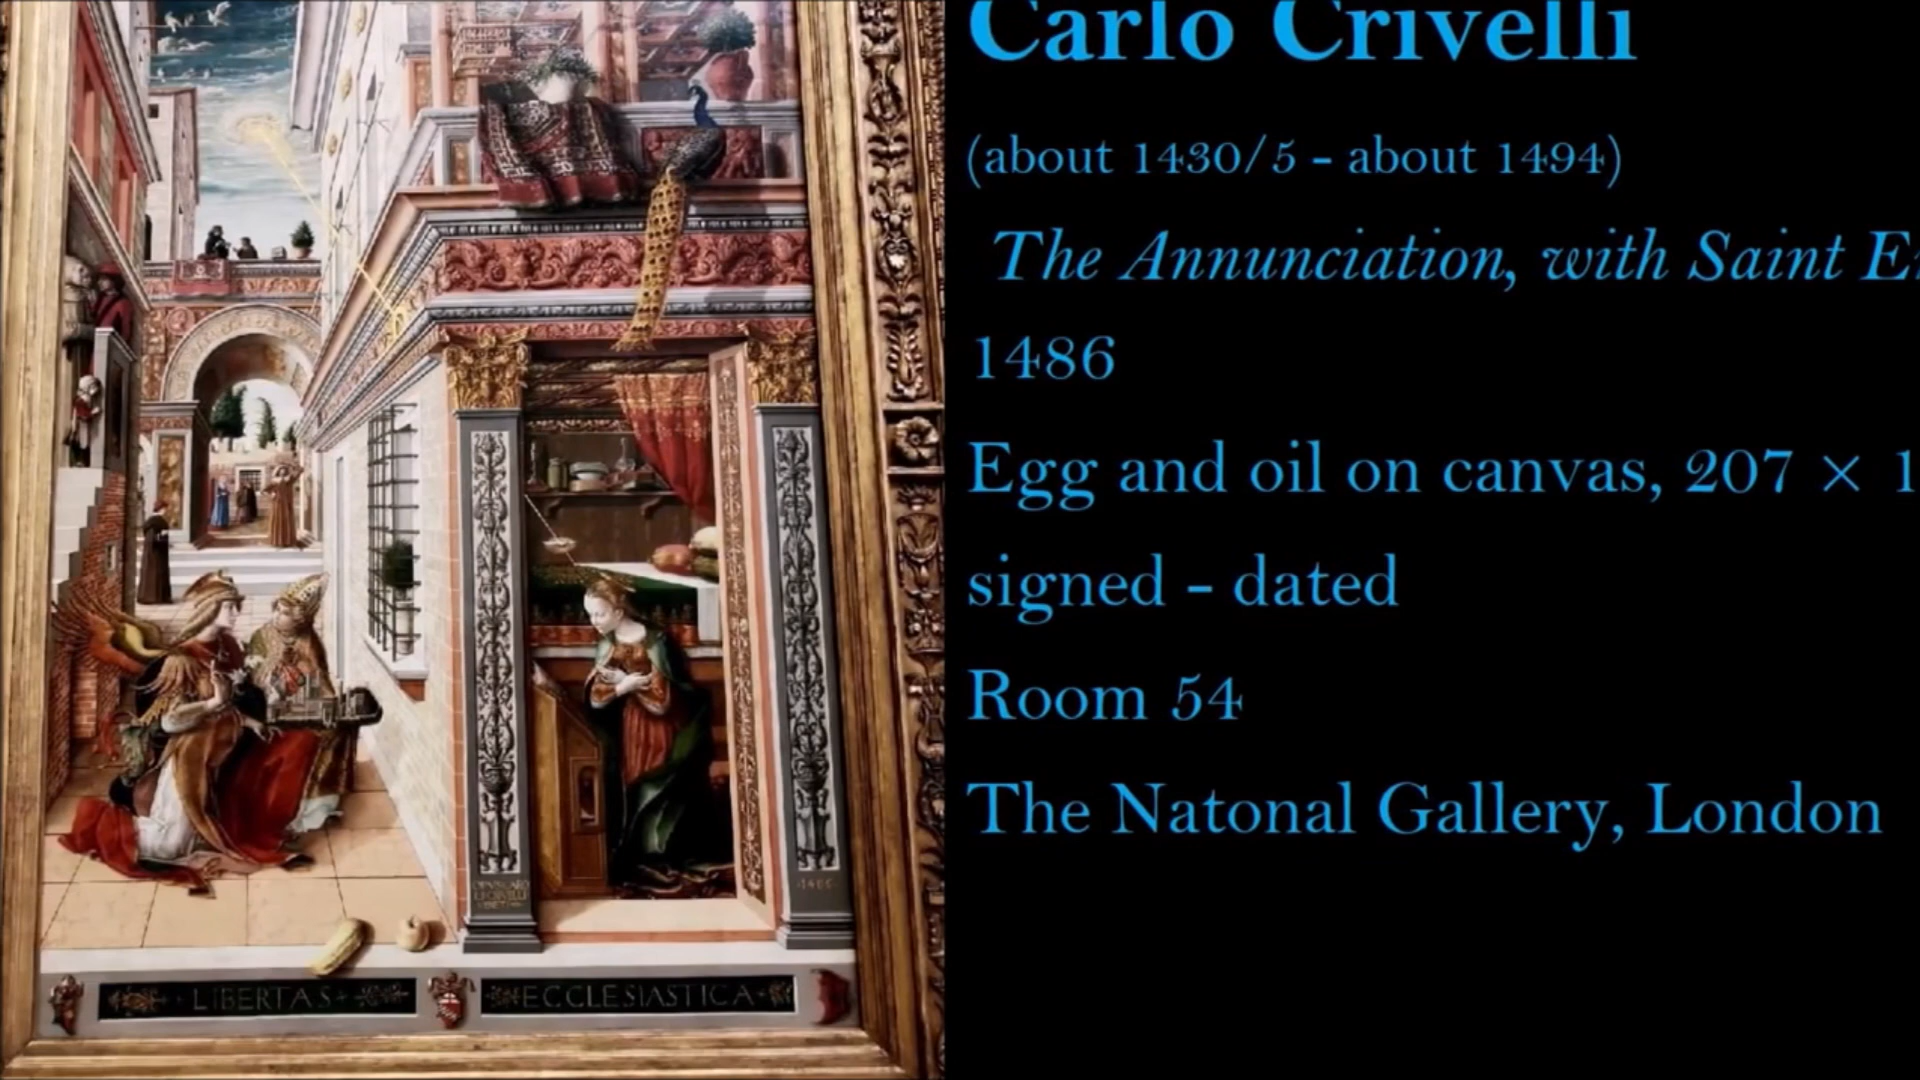 Carlo Crivelli
(about 1430/5 - about 1494)
The Annunciation, with Saint
1486
Egg and oil on canvas, 207 ×
signed - dated
Room 54
The Natonal Gallery, London
LIBERTAS
ECCLESIASTICA
1486